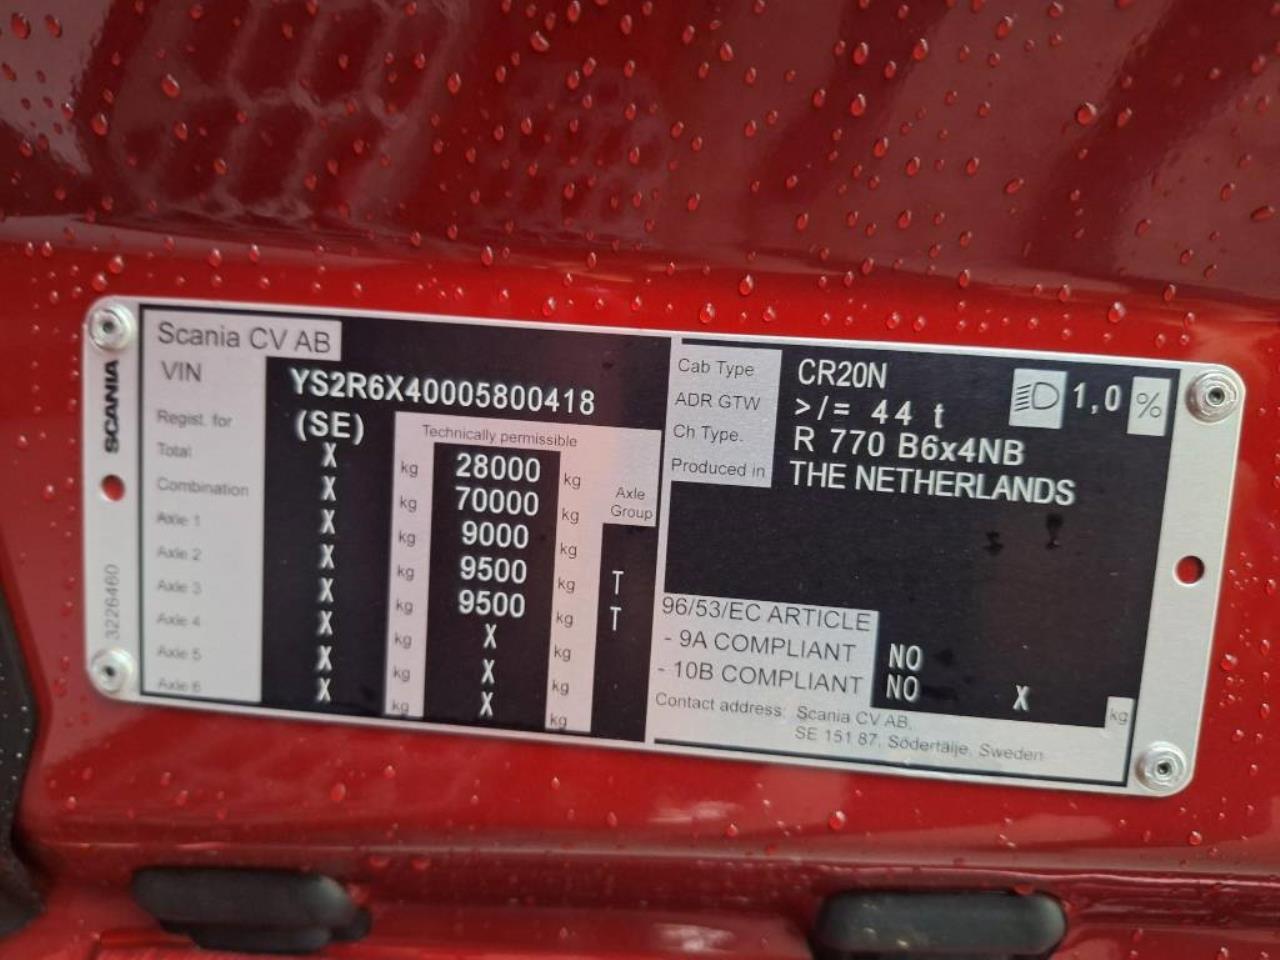 SCANIA
3226460
Scania CV AB
VIN YS2R6X40005800418
Regist. for (SE)
Technically permissible
Total X kg 28000 kg
Combination X kg 70000 kg
Axle Group
Axle 1 X kg 9000 kg
Axle 2 X kg 9500 kg T
Axle 3 X kg 9500 kg T
Axle 4 X kg X kg
Axle 5 X kg X kg
Axle 6 X kg X kg
Cab Type CR20N
ADR GTW >/= 44 t
1,0 %
Ch Type. R 770 B6x4NB
Produced in THE NETHERLANDS
96/53/EC ARTICLE
- 9A COMPLIANT NO
- 10B COMPLIANT NO X kg
Contact address: Scania CV AB,
SE 151 87, Södertälje, Sweden